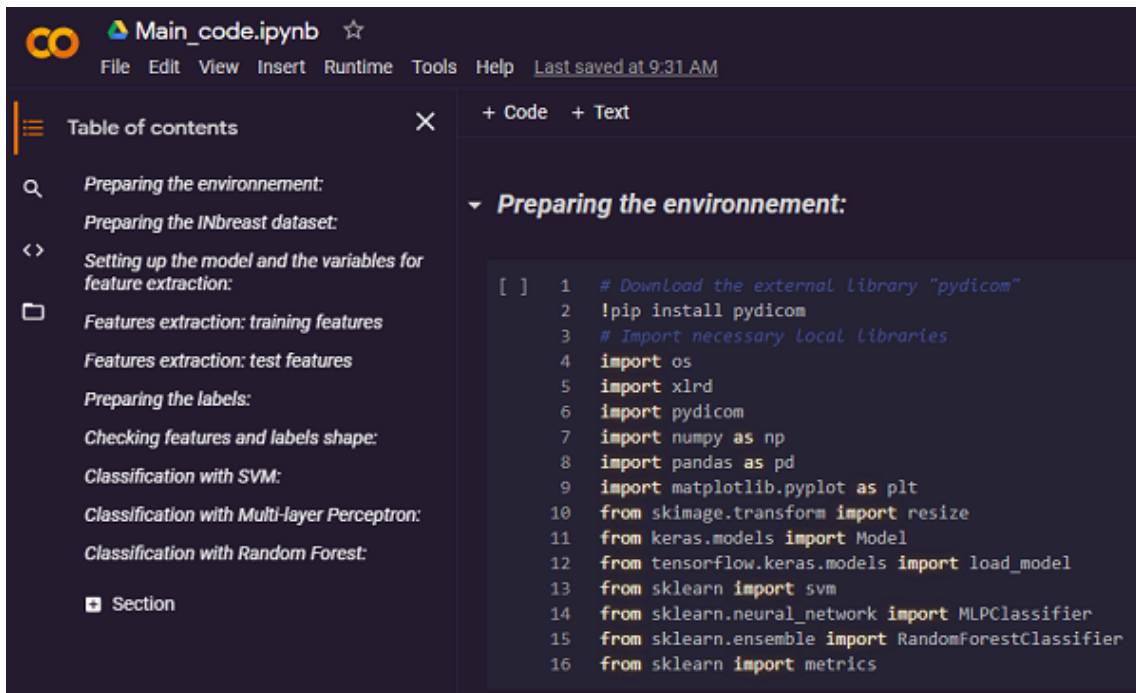 CO Main_code.ipynb
File Edit View Insert Runtime Tools Help Last saved at 9:31 AM
Table of contents
Preparing the environnement:
Preparing the INbreast dataset:
Setting up the model and the variables for
feature extraction:
Features extraction: training features
Features extraction: test features
Preparing the labels:
Checking features and labels shape:
Classification with SVM:
Classification with Multi-layer Perceptron:
Classification with Random Forest:
Section
+ Code + Text
Preparing the environnement:
[ ] 1 # Download the external library "pydicom"
2 !pip install pydicom
3 # Import necessary local libraries
4 import os
5 import xlrd
6 import pydicom
7 import numpy as np
8 import pandas as pd
9 import matplotlib.pyplot as plt
10 from skimage.transform import resize
11 from keras.models import Model
12 from tensorflow.keras.models import load_model
13 from sklearn import svm
14 from sklearn.neural_network import MLPClassifier
15 from sklearn.ensemble import RandomForestClassifier
16 from sklearn import metrics